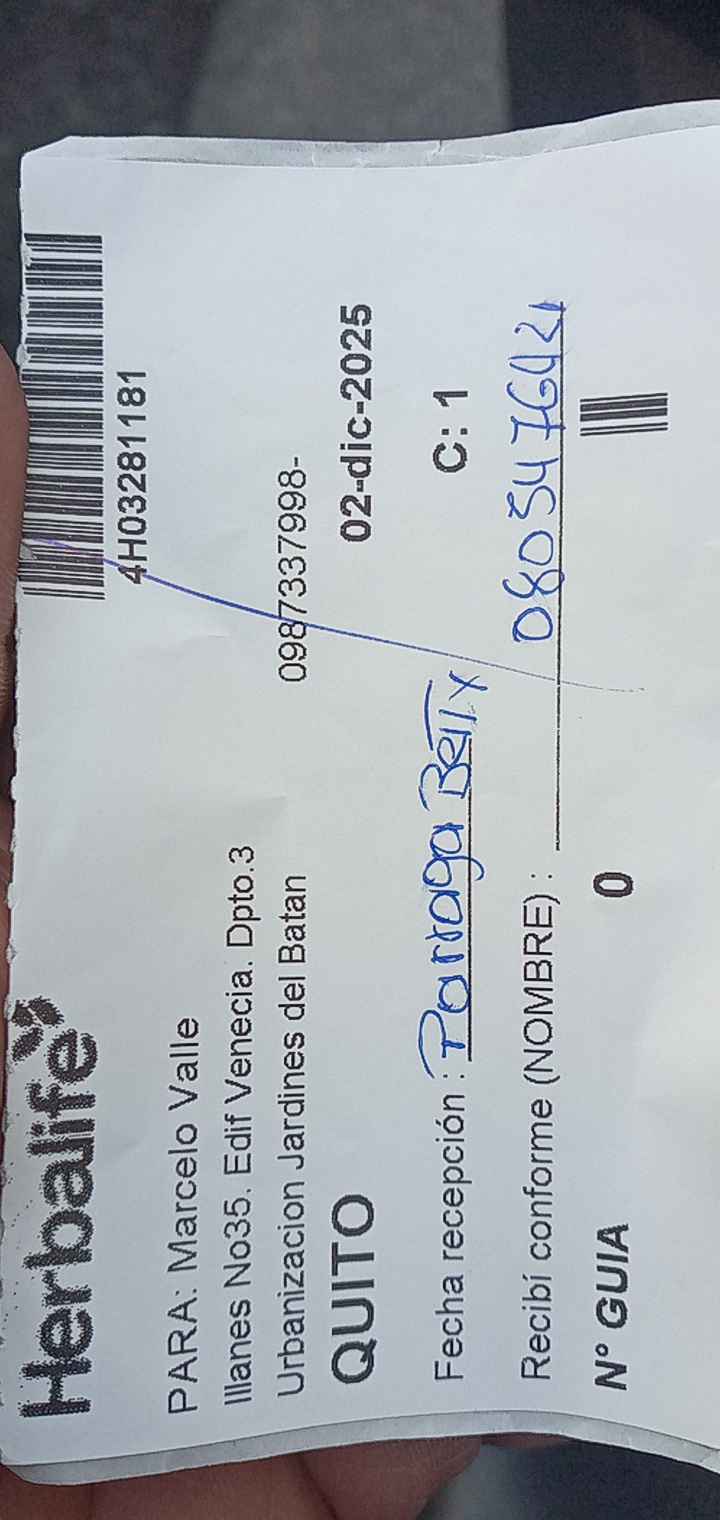 Herbalife
4H03281181
PARA: Marcelo Valle
Illanes No35. Edif Venecia. Dpto.3
Urbanizacion Jardines del Batan
0987337998-
QUITO
02-dic-2025
Fecha recepción : Parraga Betty
C: 1
Recibí conforme (NOMBRE) : 
N° GUIA
0